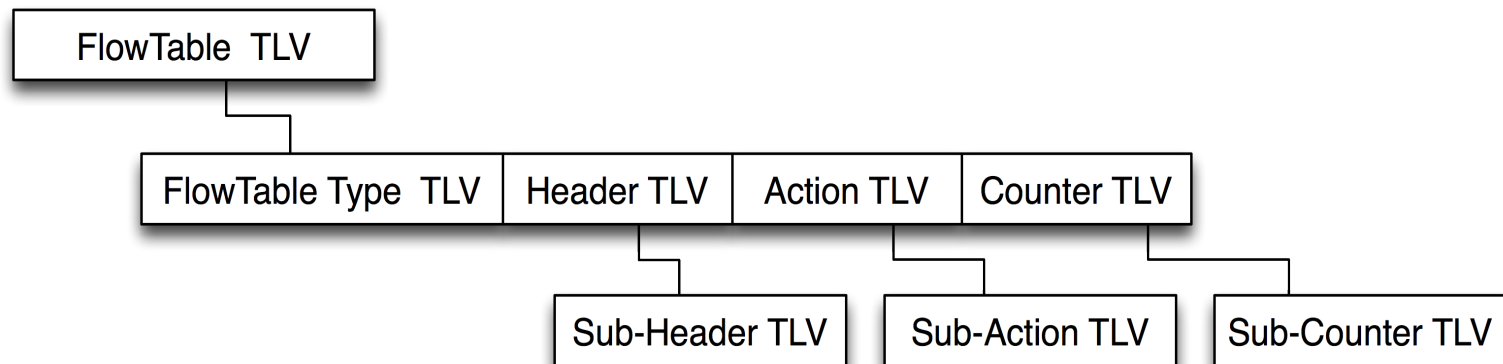 FlowTable TLV
FlowTable Type TLV Header TLV Action TLV Counter TLV
Sub-Header TLV Sub-Action TLV Sub-Counter TLV